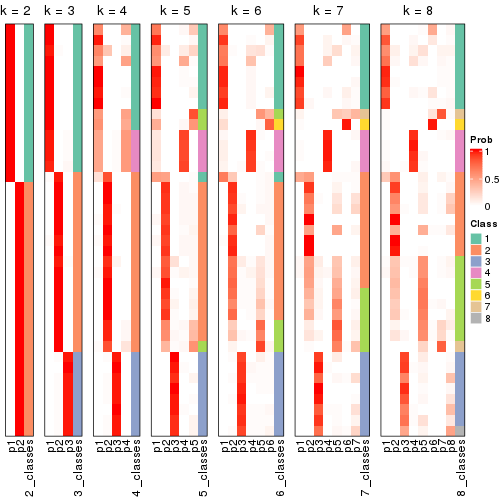 k = 2
k = 3
k = 4
k = 5
k = 6
k = 7
k = 8
Prob
1
0.5
0
Class
1
2
3
4
5
6
7
8
p1
p2
2_classes
p1
p2
p3
3_classes
p1
p2
p3
p4
4_classes
p1
p2
p3
p4
p5
5_classes
p1
p2
p3
p4
p5
p6
6_classes
p1
p2
p3
p4
p5
p6
p7
7_classes
p1
p2
p3
p4
p5
p6
p7
p8
8_classes